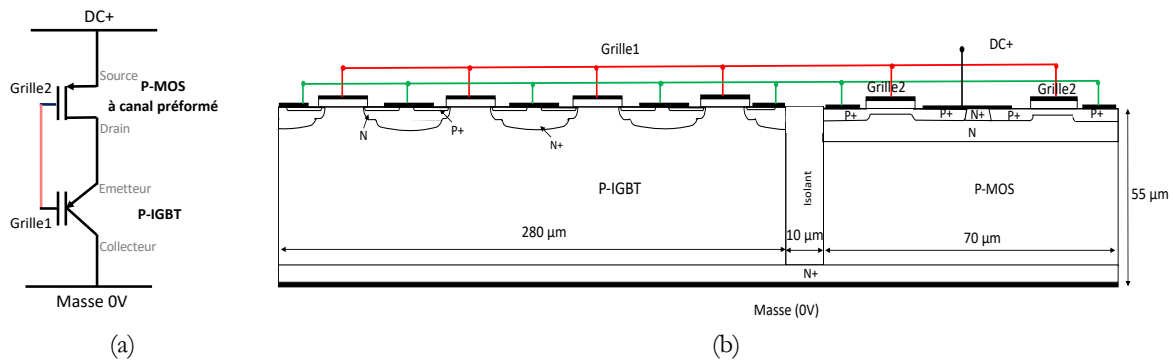 DC+
Source
Grille2
P-MOS
à canal préformé
Drain
Emetteur
P-IGBT
Grille1
Collecteur
Masse 0V
(a)
Grille1
DC+
Grille2
Grille2
N
P+
N+
P+
P+
N+
P+
P+
N
P-IGBT
Isolant
P-MOS
55 µm
280 µm
10 µm
70 µm
N+
Masse (0V)
(b)